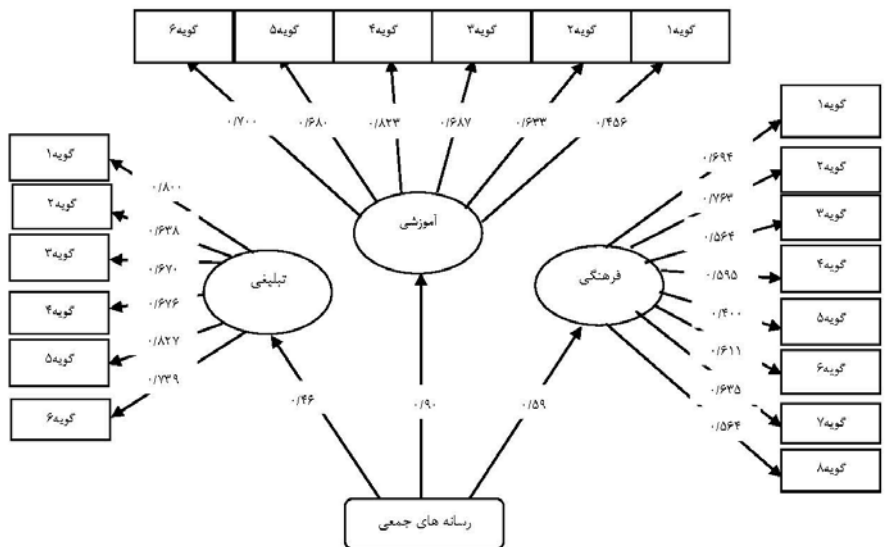 گویه۱ گویه۲ گویه۳ گویه۴ گویه۵ گویه۶
۰/۴۵۶ ۰/۶۳۳ ۰/۶۸۷ ۰/۸۲۳ ۰/۶۸۰ ۰/۷۰۰
آموزشی
گویه۱
گویه۲
گویه۳
گویه۴
گویه۵
گویه۶
گویه۷
گویه۸
۰/۶۹۴
۰/۷۶۳
۰/۵۶۴
۰/۵۹۵
۰/۴۰۰
۰/۶۱۱
۰/۶۳۵
۰/۵۶۴
فرهنگی
گویه۱
گویه۲
گویه۳
گویه۴
گویه۵
گویه۶
۰/۸۰۰
۰/۶۳۸
۰/۶۷۰
۰/۶۷۶
۰/۸۲۷
۰/۷۳۹
تبلیغی
۰/۵۹ ۰/۹۰ ۰/۴۶
رسانه های جمعی